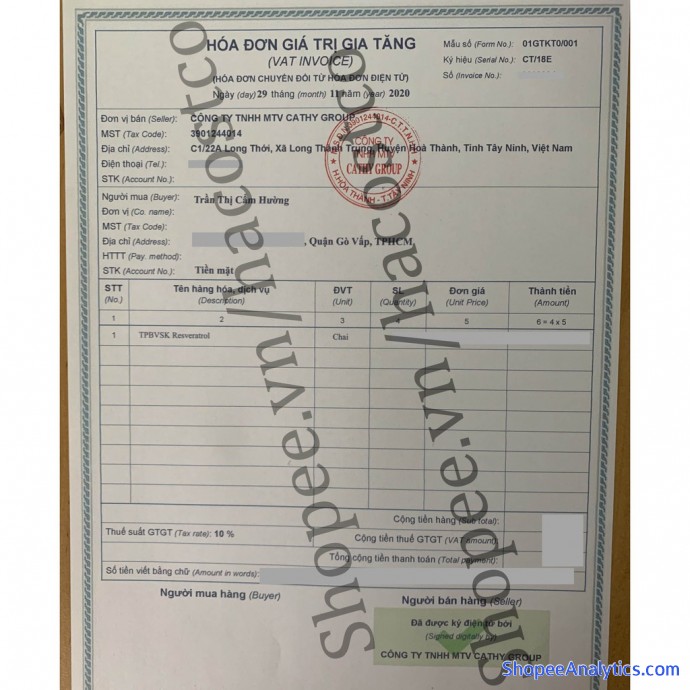 HÓA ĐƠN GIÁ TRỊ GIA TĂNG
(VAT INVOICE)
(HÓA ĐƠN CHUYỂN ĐỔI TỪ HÓA ĐƠN ĐIỆN TỬ)
Ngày (day) 29 tháng (month) 11 năm (year) 2020
Mẫu số (Form No.): 01GTKT0/001
Ký hiệu (Serial No.): CT/18E
Số (Invoice No.):
Đơn vị bán (Seller): CÔNG TY TNHH MTV CATHY GROUP
MST (Tax Code): 3901244014
Địa chỉ (Address): C1/22A Long Thới, Xã Long Thành Trung, Huyện Hoà Thành, Tỉnh Tây Ninh, Việt Nam
Điện thoại (Tel.):
STK (Account No.):
CÔNG TY
TNHH MTV
CATHY GROUP
H.HÒA THÀNH - T.TÂY NINH
Người mua (Buyer): Trần Thị Cẩm Hường
Đơn vị (Co. name):
MST (Tax Code):
Địa chỉ (Address): , Quận Gò Vấp, TPHCM
HTTT (Pay. method):
STK (Account No.): Tiền mặt
STT Tên hàng hóa, dịch vụ ĐVT SL Đơn giá Thành tiền
(No.) (Description) (Unit) (Quantity) (Unit Price) (Amount)
1 2 3 4 5 6 = 4 x 5
1 TPBVSK Resveratrol Chai
Cộng tiền hàng (Sub total):
Thuế suất GTGT (Tax rate): 10 % Cộng tiền thuế GTGT (VAT amount):
Tổng cộng tiền thanh toán (Total payment):
Số tiền viết bằng chữ (Amount in words):
Người mua hàng (Buyer) Người bán hàng (Seller)
Đã được ký điện tử bởi
(Signed digitally by)
CÔNG TY TNHH MTV CATHY GROUP
Shopee.vn/nacosotco
Shopee.vn/nacos
ShopeeAnalytics.com